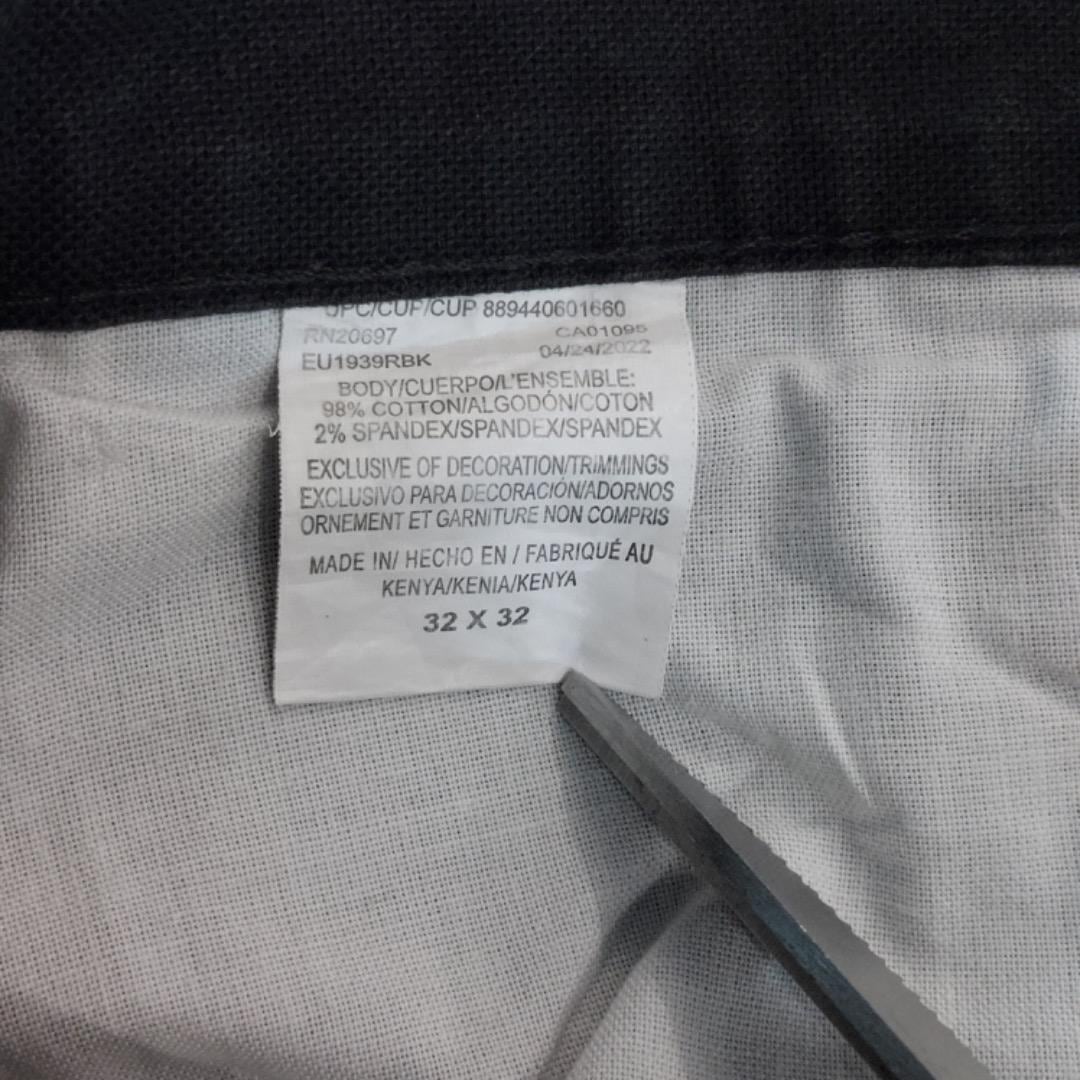 UPC/CUP/CUP 889440601660
RN20697 CA01095
EU1939RBK 04/24/2022
BODY/CUERPO/L'ENSEMBLE:
98% COTTON/ALGODÓN/COTON
2% SPANDEX/SPANDEX/SPANDEX
EXCLUSIVE OF DECORATION/TRIMMINGS
EXCLUSIVO PARA DECORACIÓN/ADORNOS
ORNEMENT ET GARNITURE NON COMPRIS
MADE IN/ HECHO EN / FABRIQUÉ AU
KENYA/KENIA/KENYA
32 X 32